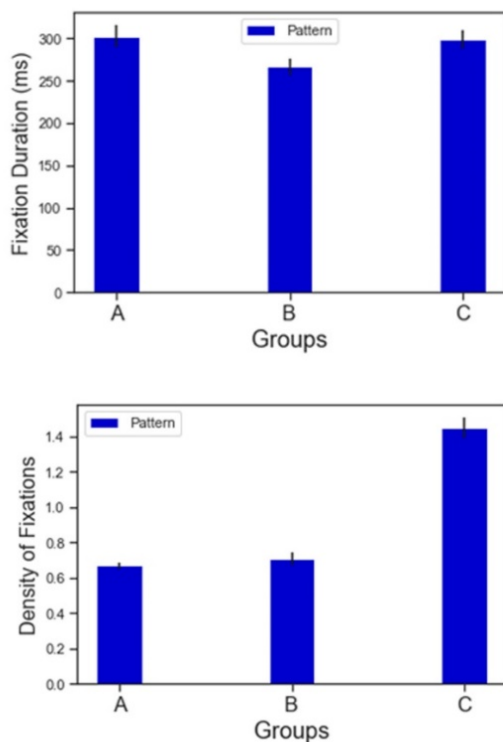 Fixation Duration (ms)
300
250
200
150
100
50
0
Pattern
A B C
Groups
Density of Fixations
1.4
1.2
1.0
0.8
0.6
0.4
0.2
0.0
Pattern
A B C
Groups